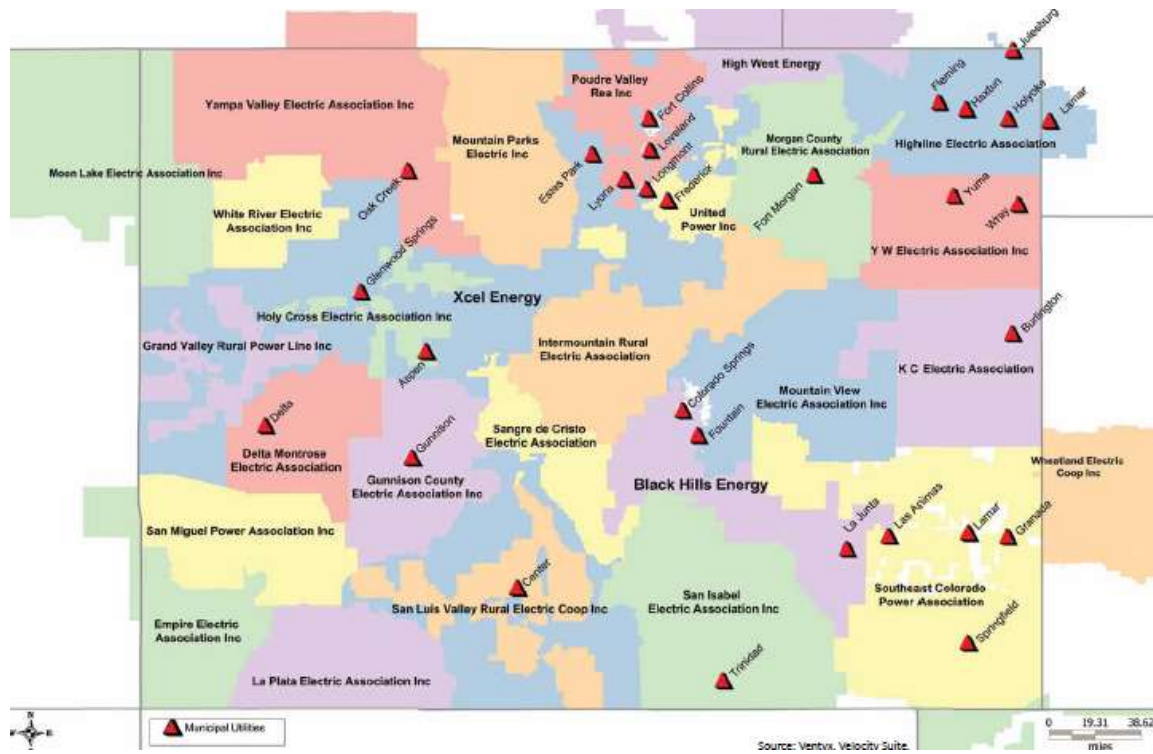 Julesburg
High West Energy
Fleming
Haxtun
Holyoke
Lamar
Poudre Valley
Rea Inc
Fort Collins
Yampa Valley Electric Association Inc
Mountain Parks
Electric Inc
Loveland
Morgan County
Rural Electric Association
Highline Electric Association
Estes Park
Lyons
Longmont
Frederick
Moon Lake Electric Association Inc
Oak Creek
Fort Morgan
Yuma
Wray
White River Electric
Association Inc
United
Power Inc
Y W Electric Association Inc
Glenwood Springs
Xcel Energy
Holy Cross Electric Association Inc
Burlington
Grand Valley Rural Power Line Inc
Intermountain Rural
Electric Association
Aspen
K C Electric Association
Colorado Springs
Mountain View
Electric Association Inc
Delta
Fountain
Gunnison
Sangre de Cristo
Electric Association
Delta Montrose
Electric Association
Wheatland Electric
Coop Inc
Gunnison County
Electric Association Inc
Black Hills Energy
San Miguel Power Association Inc
La Junta
Las Animas
Lamar
Granada
Center
San Luis Valley Rural Electric Coop Inc
San Isabel
Electric Association Inc
Southeast Colorado
Power Association
Empire Electric
Association Inc
Springfield
La Plata Electric Association Inc
Trinidad
N
W E
S
Municipal Utilities
0 19.31 38.62
miles
Source: Ventyx, Velocity Suite.